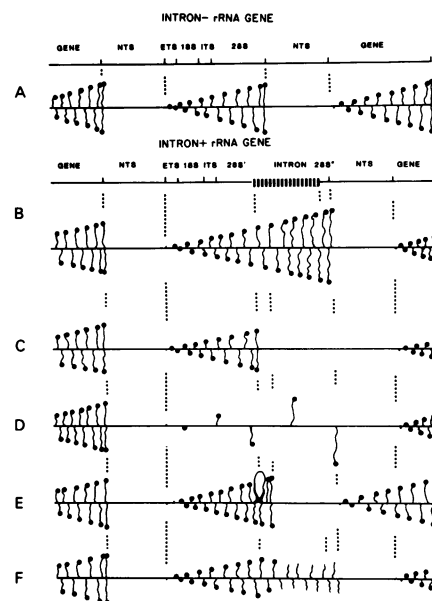 INTRON− rRNA GENE
GENE NTS ETS 18S ITS 28S NTS GENE
A
INTRON+ rRNA GENE
GENE NTS ETS 18S ITS 28S' INTRON 28S" NTS GENE
B
C
D
E
F